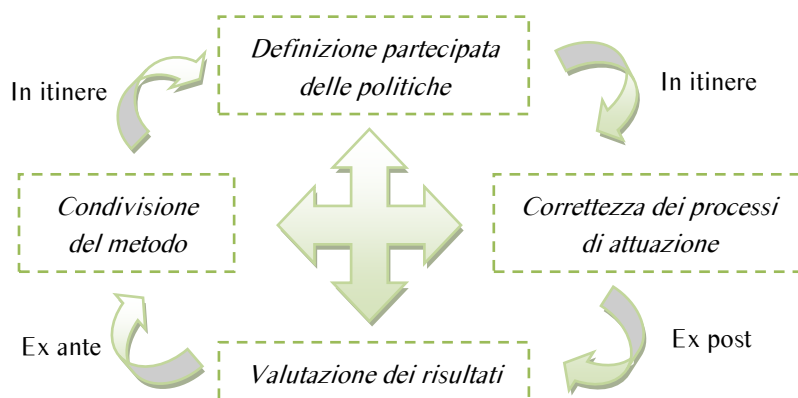 Definizione partecipata
delle politiche
In itinere
In itinere
Condivisione
del metodo
Correttezza dei processi
di attuazione
Ex ante
Ex post
Valutazione dei risultati